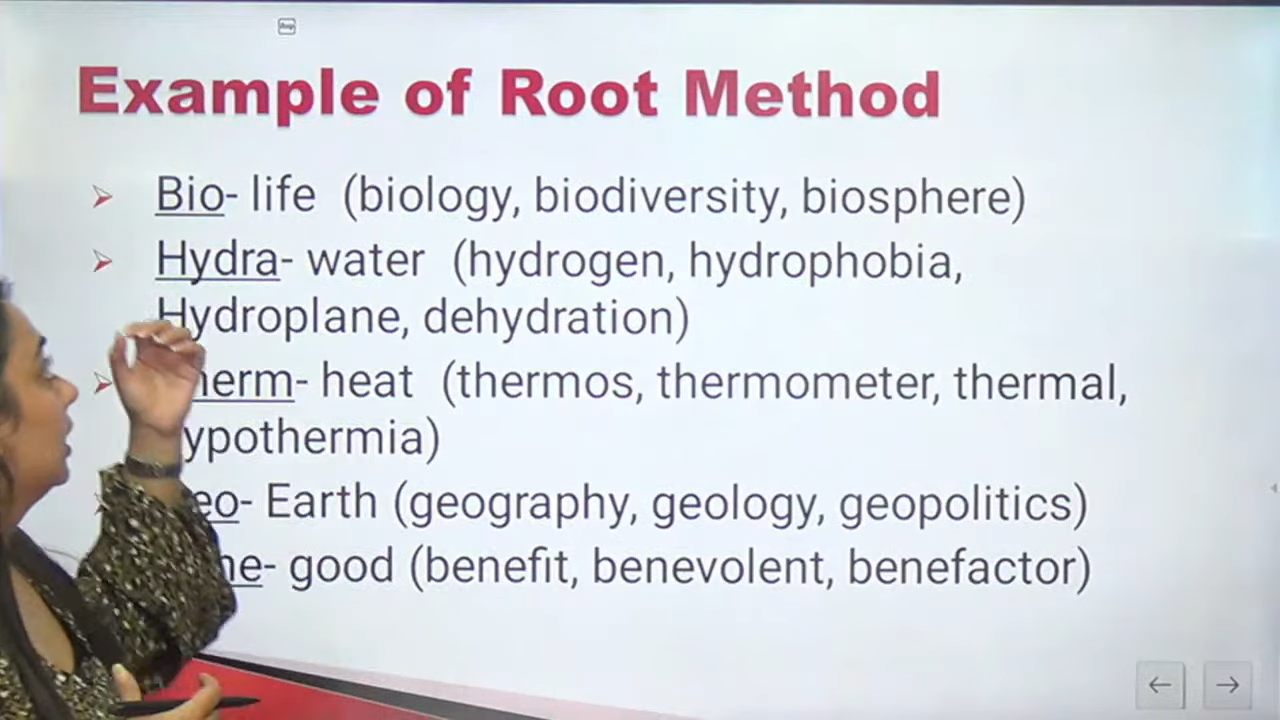 Example of Root Method
Bio- life (biology, biodiversity, biosphere)
Hydra- water (hydrogen, hydrophobia,
Hydroplane, dehydration)
heat (thermos, thermometer, thermal,
Earth (geography, geology, geopolitics)
good (benefit, benevolent, benefactor)